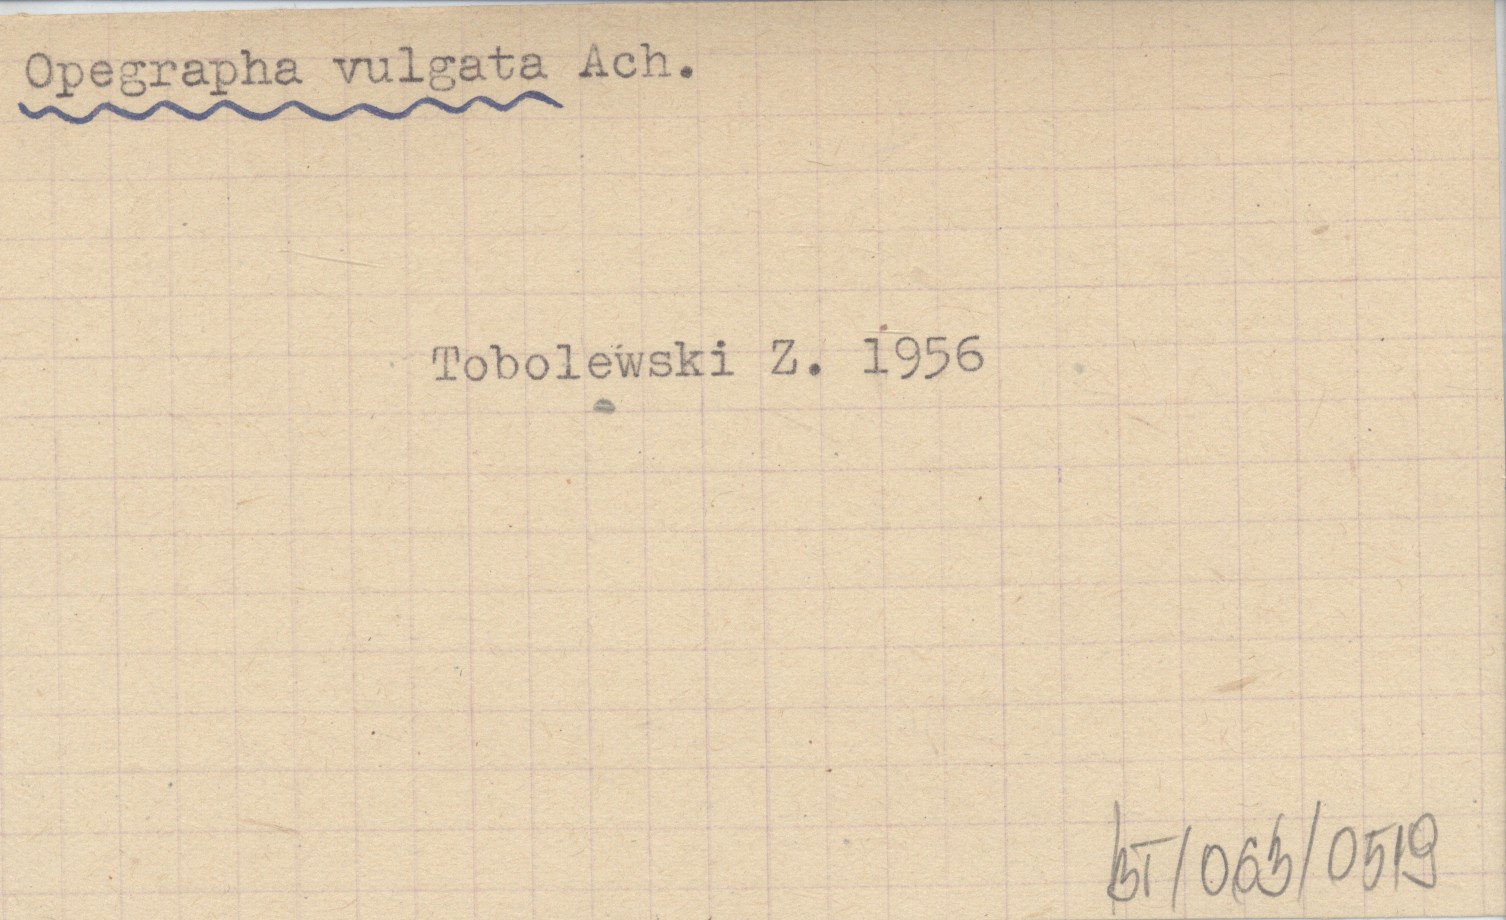 Opegrapha vulgata Ach.
Tobolewski Z. 1956
BT/063/0519